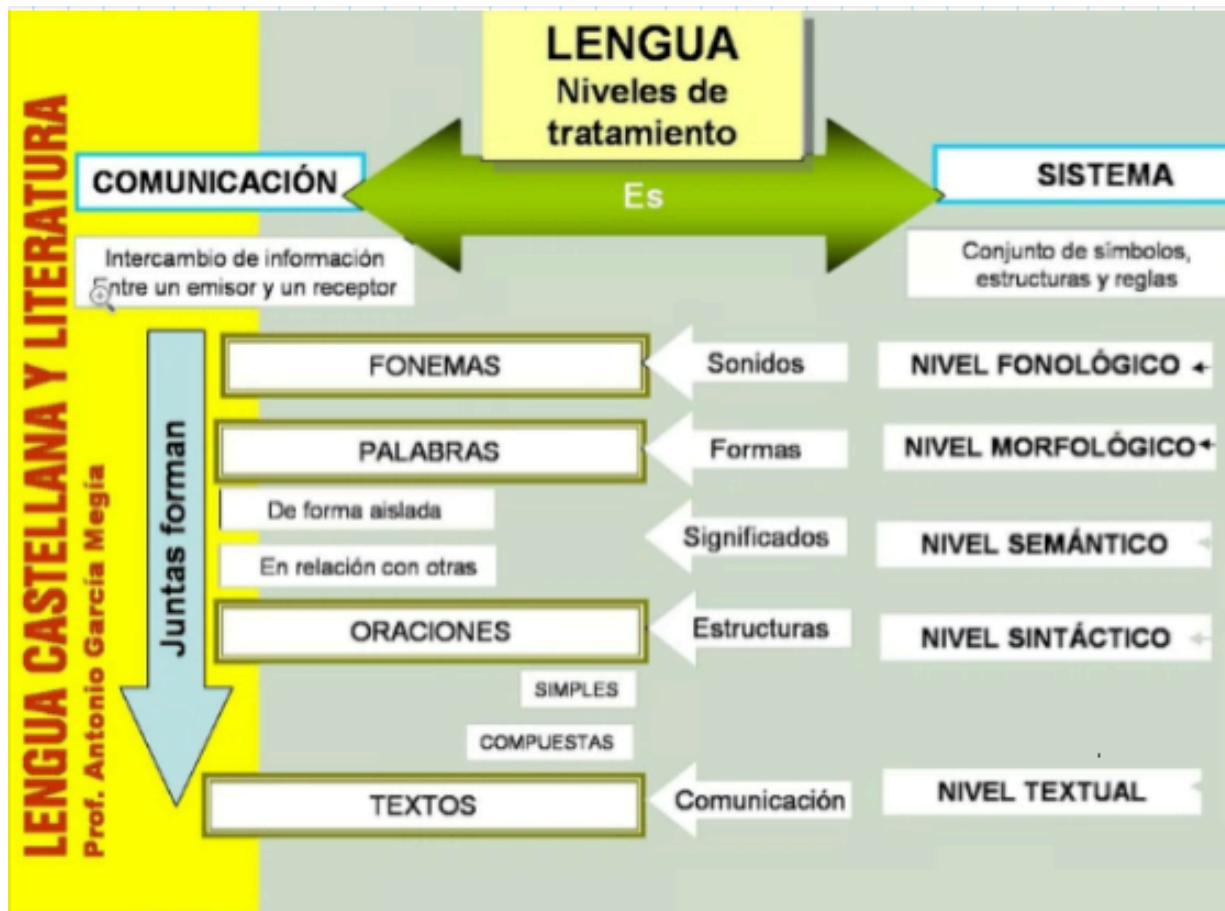 LENGUA CASTELLANA Y LITERATURA
Prof. Antonio García Megía
LENGUA
Niveles de
tratamiento
COMUNICACIÓN
Es
SISTEMA
Intercambio de información
Entre un emisor y un receptor
Conjunto de símbolos,
estructuras y reglas
Juntas forman
FONEMAS
Sonidos
NIVEL FONOLÓGICO
PALABRAS
Formas
NIVEL MORFOLÓGICO
De forma aislada
En relación con otras
Significados
NIVEL SEMÁNTICO
ORACIONES
Estructuras
NIVEL SINTÁCTICO
SIMPLES
COMPUESTAS
TEXTOS
Comunicación
NIVEL TEXTUAL